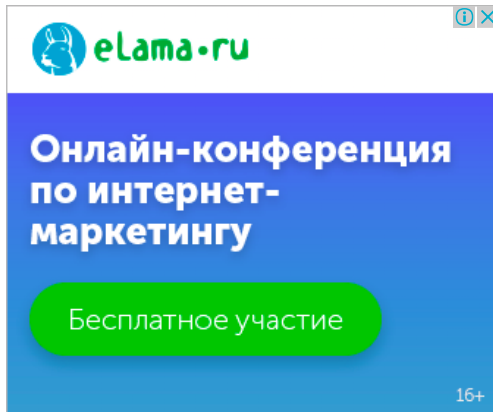 eLama•ru
Онлайн-конференция
по интернет-
маркетингу
Бесплатное участие
16+